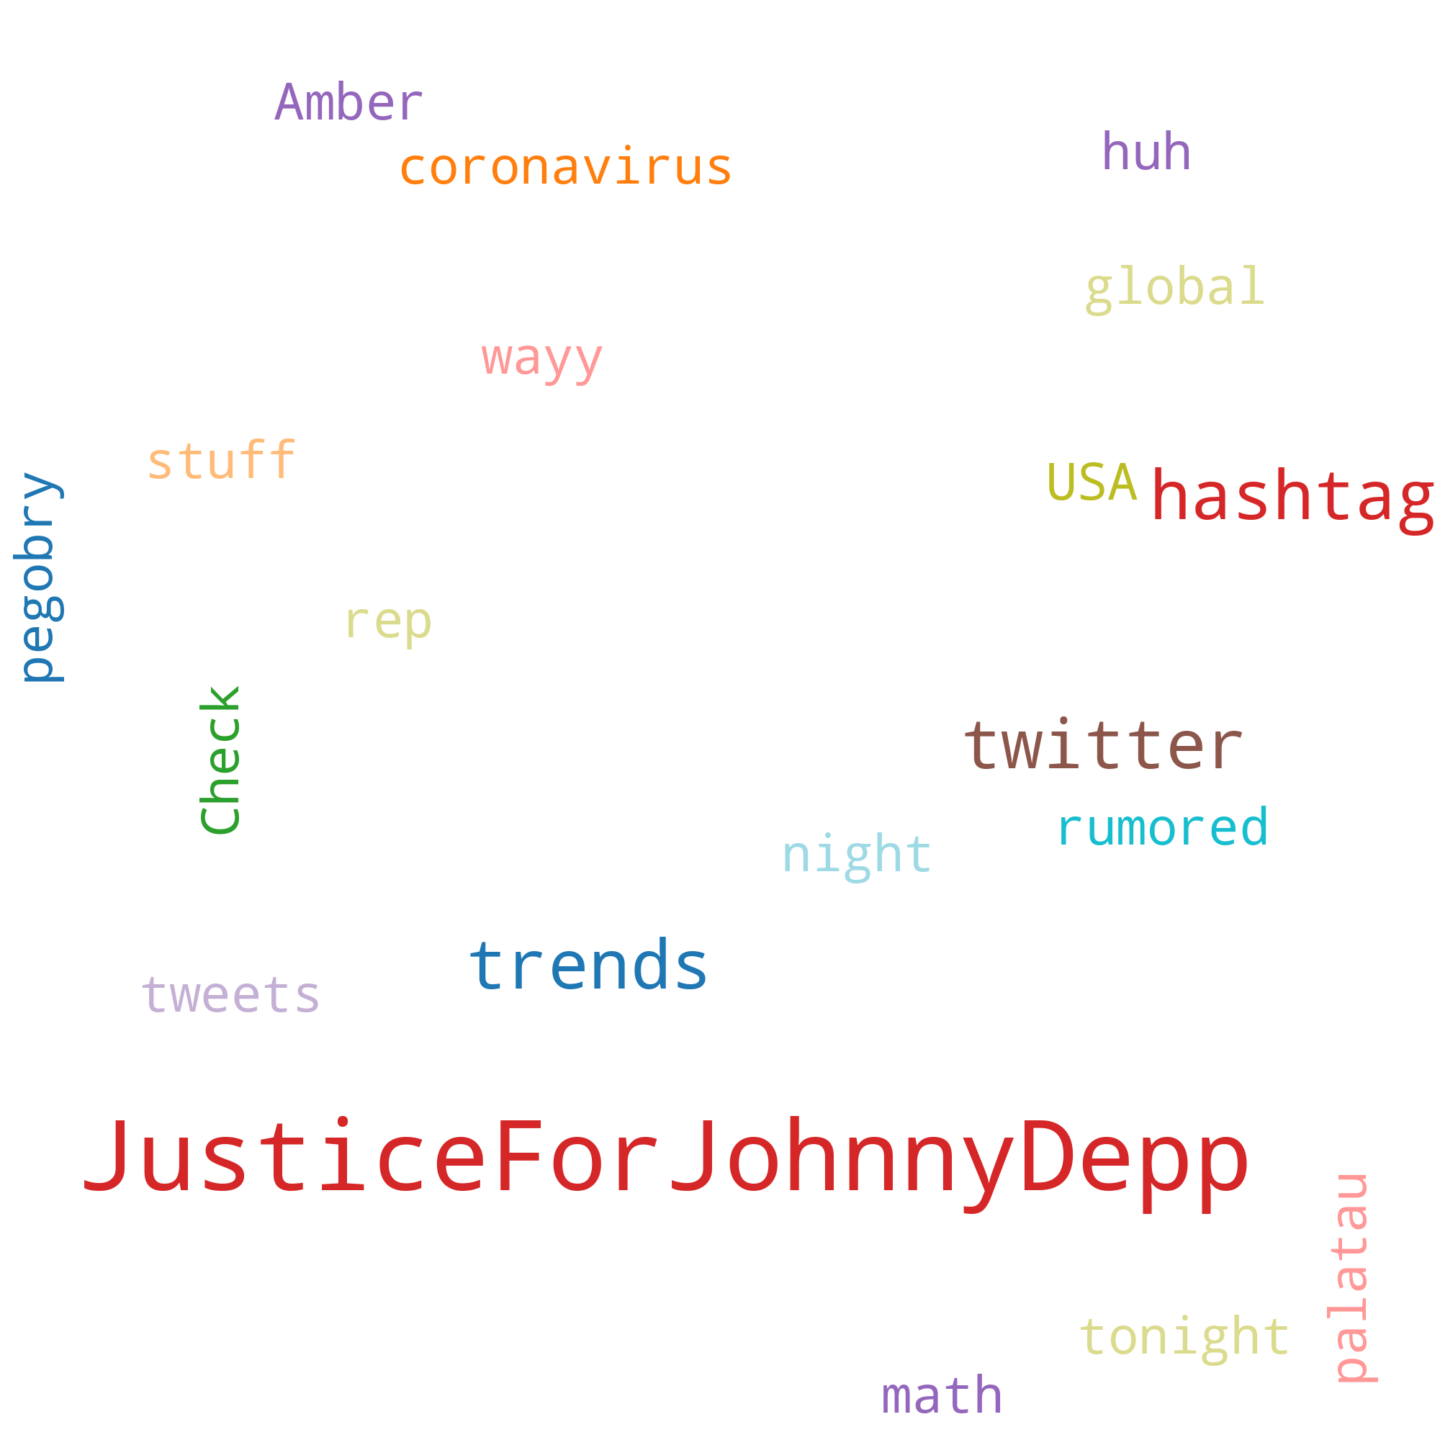 Amber
huh
coronavirus
global
wayy
stuff
USA
hashtag
pegobry
rep
Check
twitter
rumored
night
trends
tweets
JusticeForJohnnyDepp
palatau
tonight
math